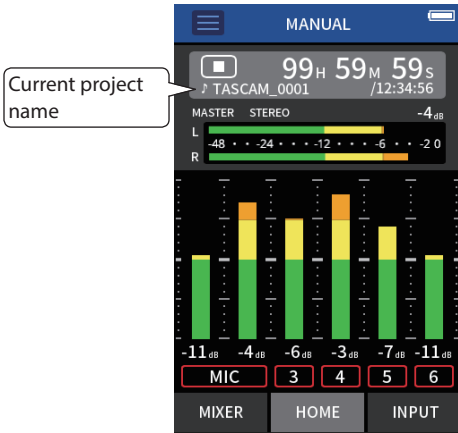 MANUAL
99H 59M 59s
Current project
name
♪ TASCAM_0001 /12:34:56
MASTER STEREO -4dB
L
-48 • • -24 • • • • -12 • • • -6 • • -2 0
R
-11dB -4dB -6dB -3dB -7dB -11dB
MIC 3 4 5 6
MIXER HOME INPUT